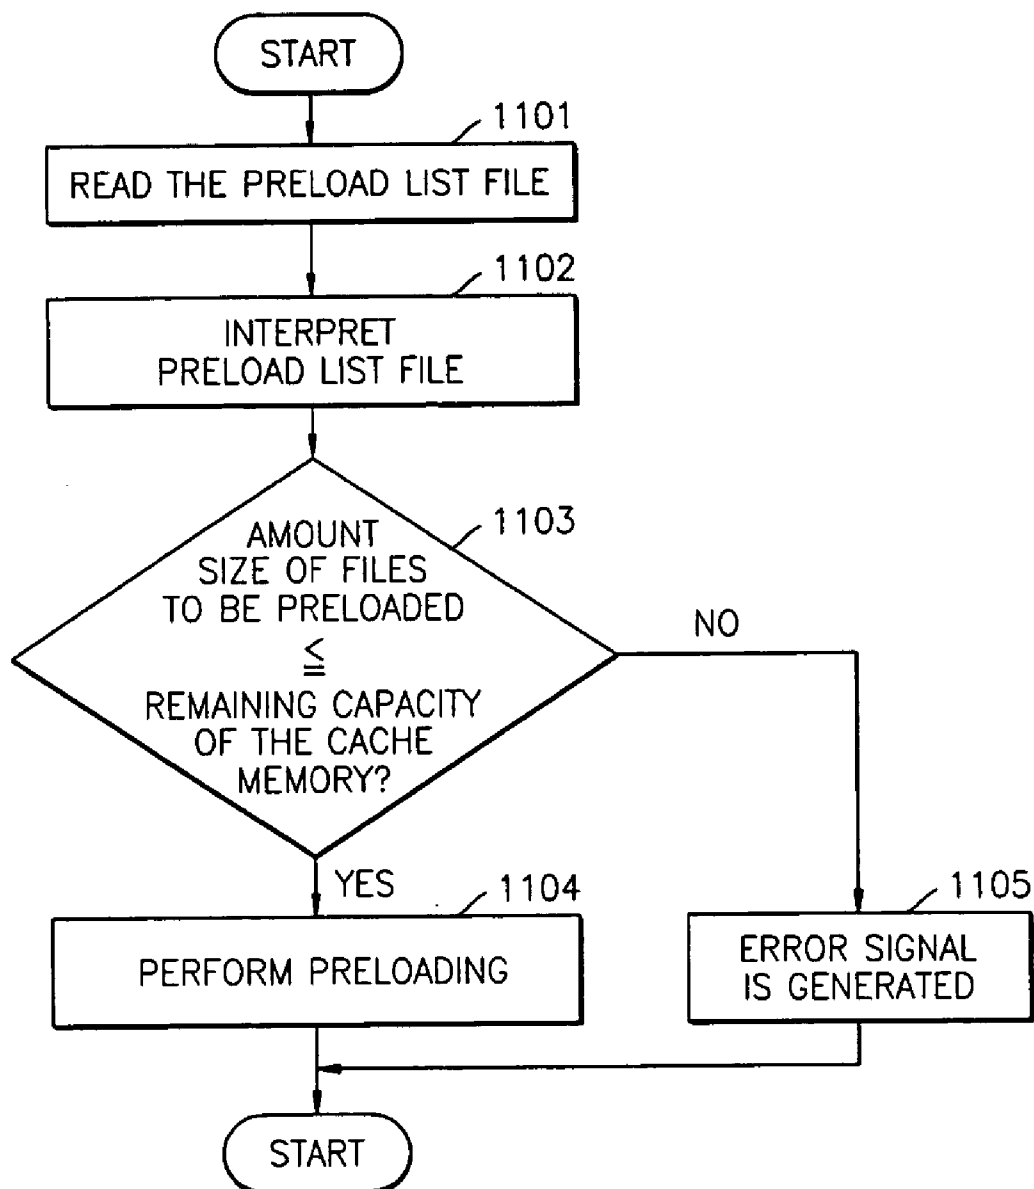 START
1101
READ THE PRELOAD LIST FILE
1102
INTERPRET
PRELOAD LIST FILE
1103
AMOUNT
SIZE OF FILES
TO BE PRELOADED
≦
REMAINING CAPACITY
OF THE CACHE
MEMORY?
NO
YES
1104
PERFORM PRELOADING
1105
ERROR SIGNAL
IS GENERATED
START